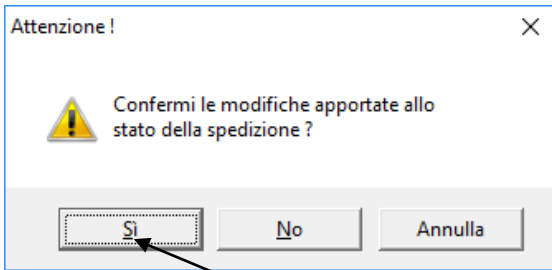 Attenzione !
Confermi le modifiche apportate allo
stato della spedizione ?
Sì
No
Annulla